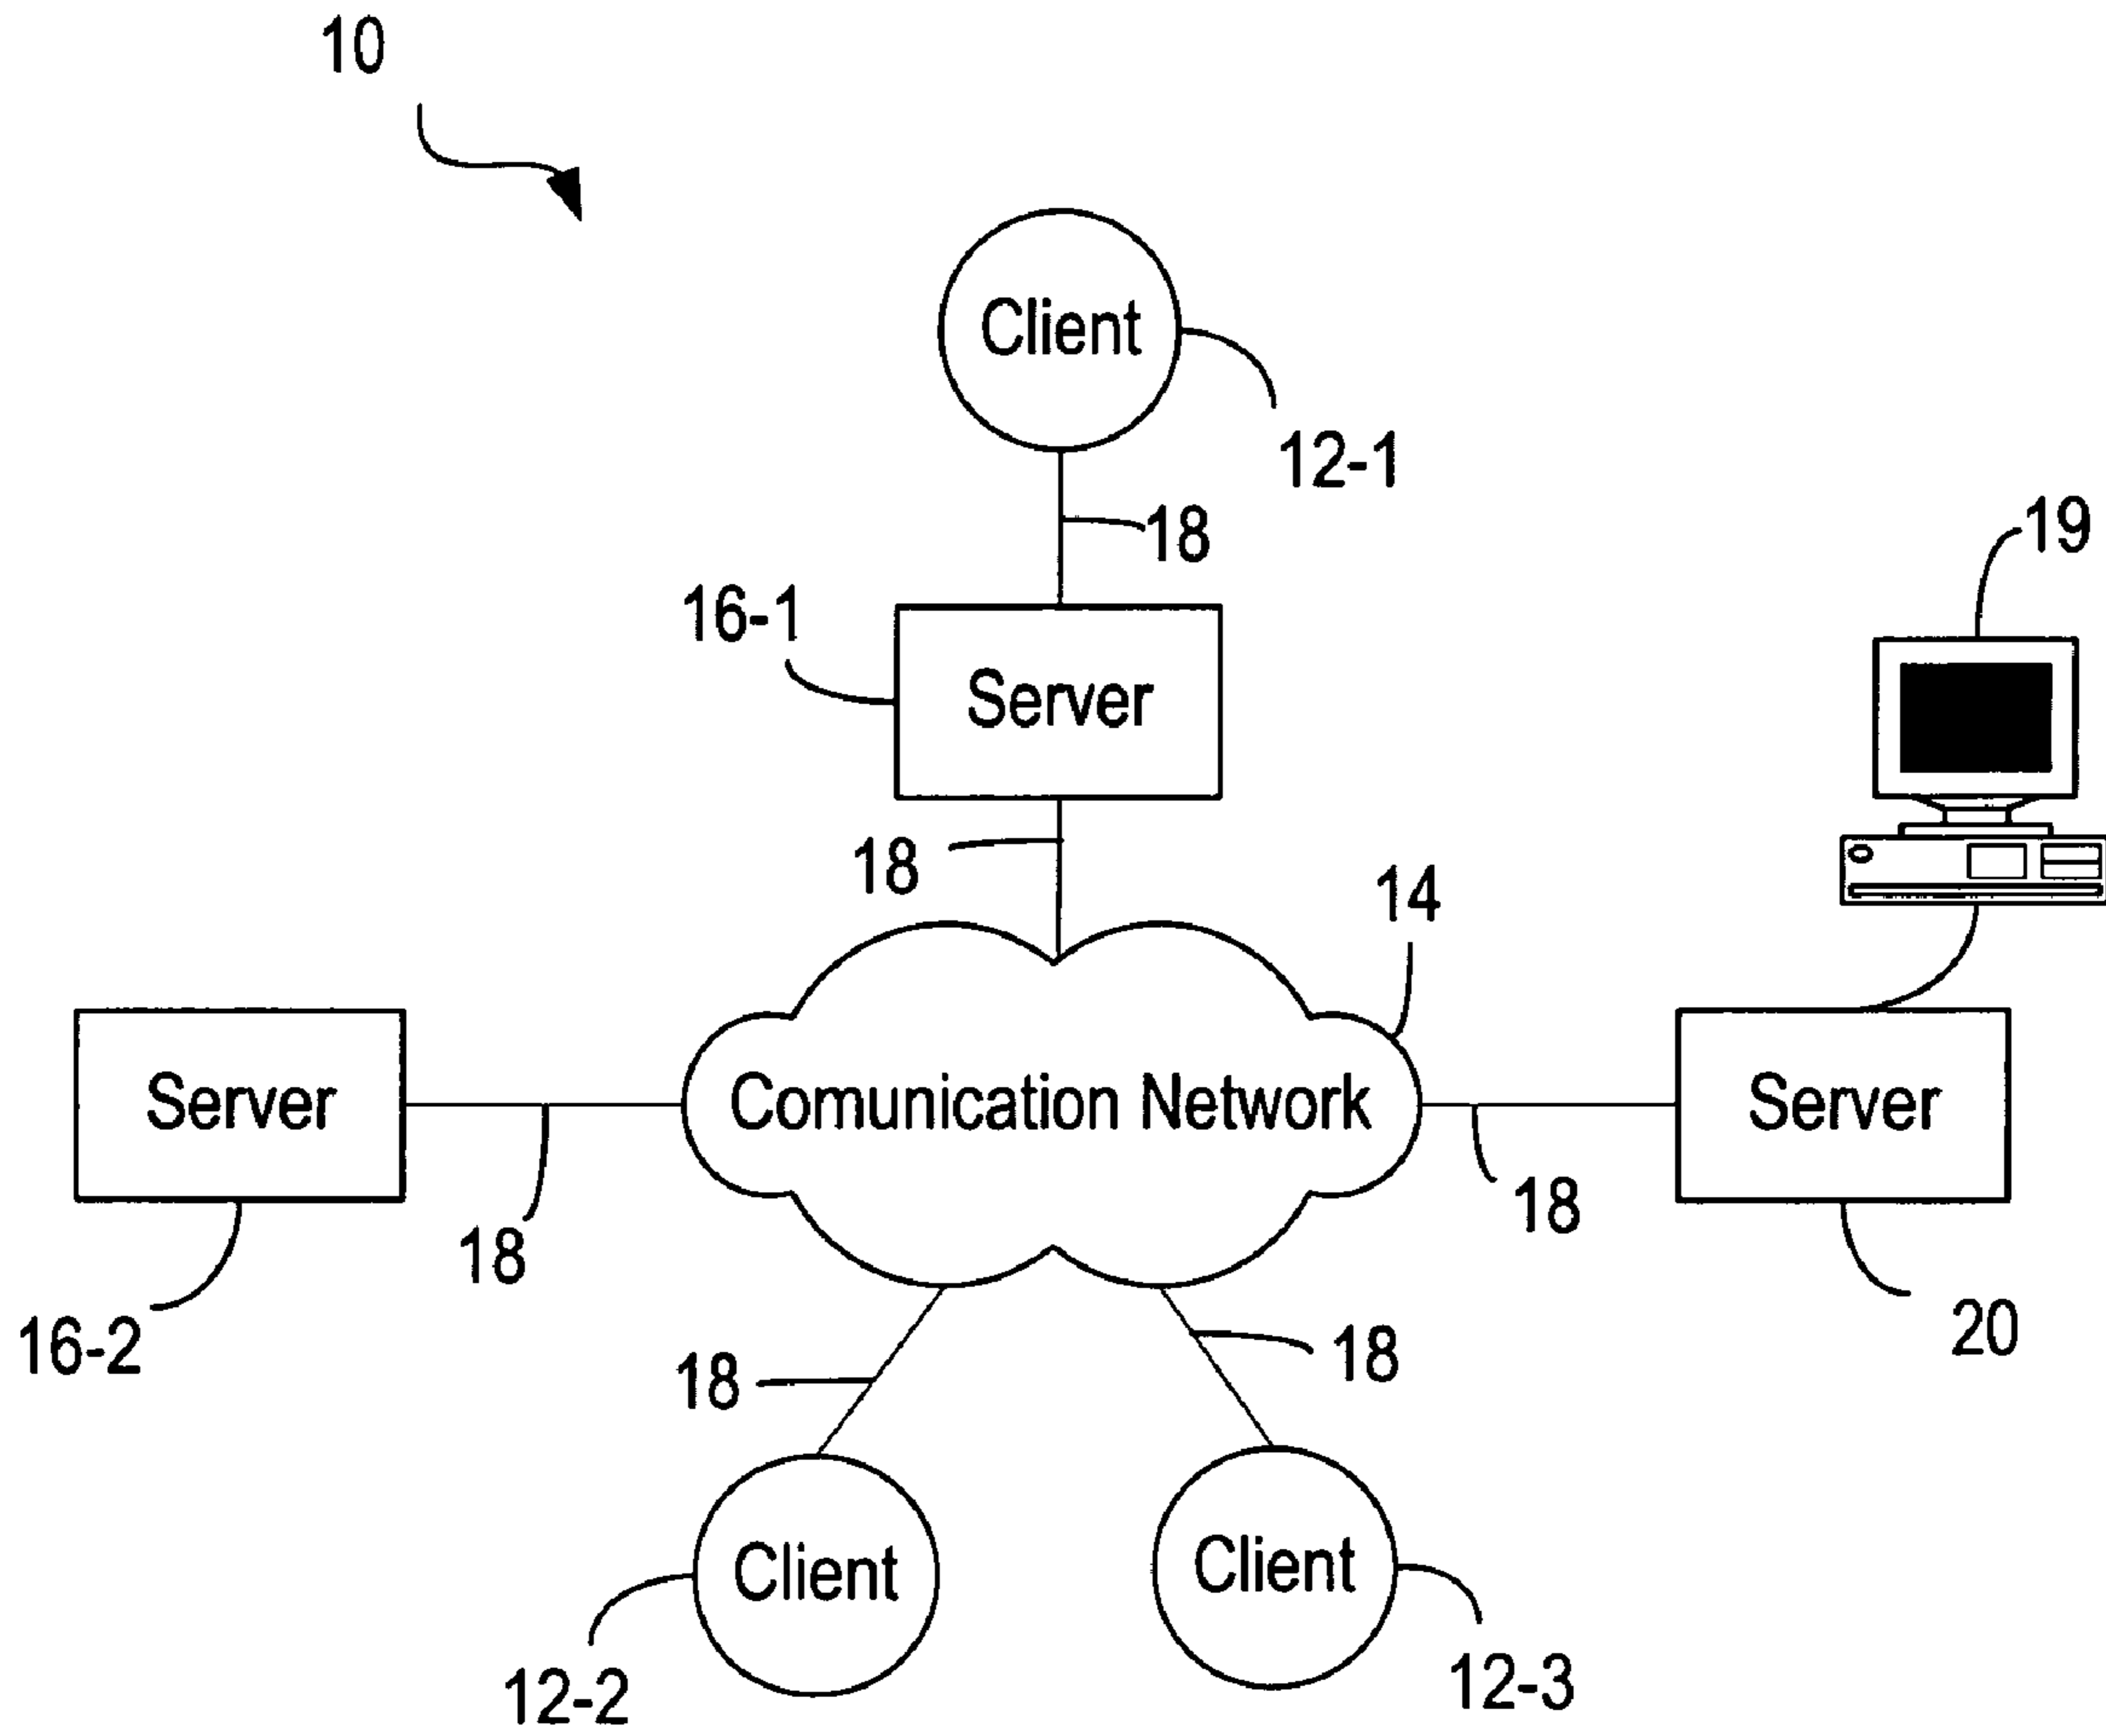 10
Client
12-1
18
19
16-1
Server
18
14
Server
Comunication Network
Server
18
18
16-2
20
18
18
Client
Client
12-2
12-3